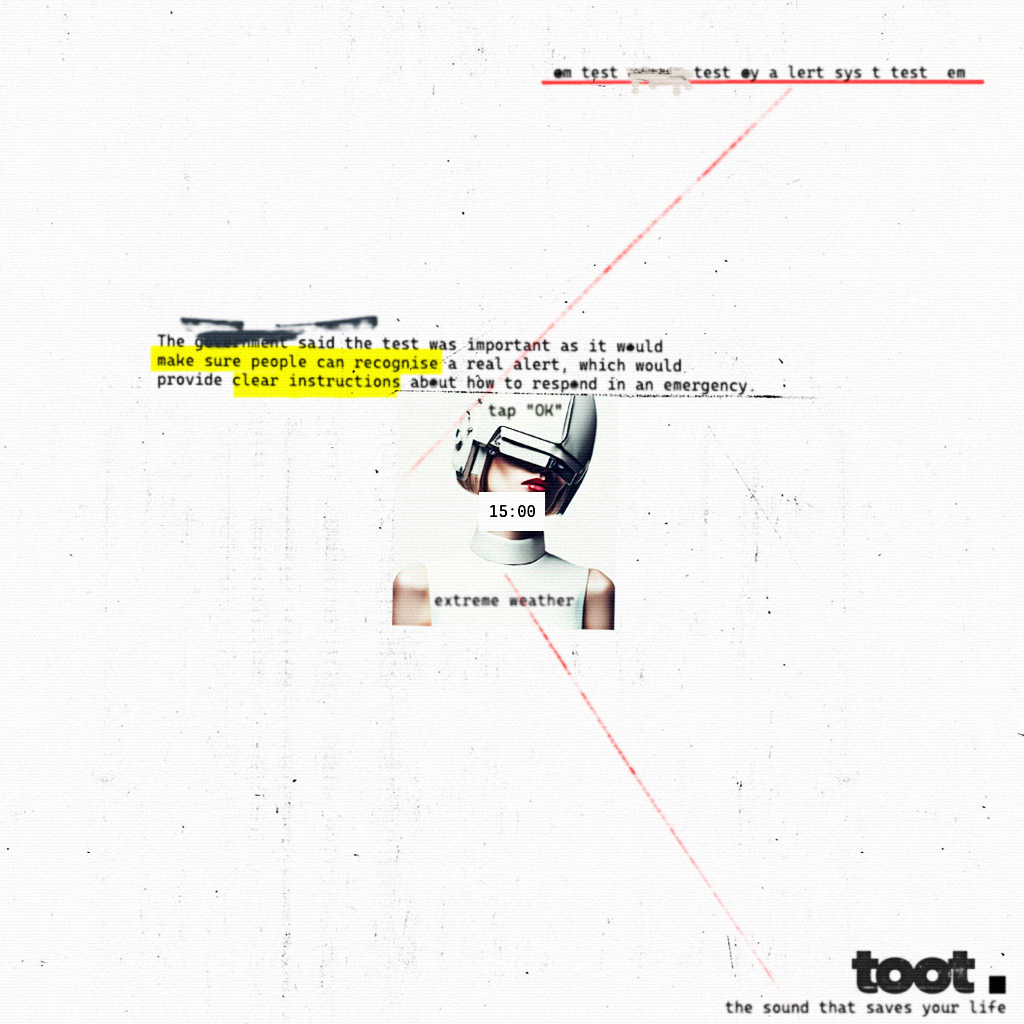 em test test ey a lert sys t test em
The government said the test was important as it would
make sure people can recognise a real alert, which would
provide clear instructions about how to respond in an emergency.
tap "OK"
15:00
extreme weather
toot.
the sound that saves your life